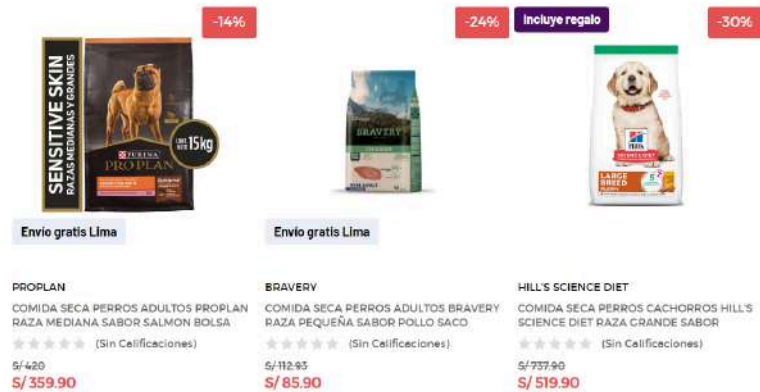 -14%
SENSITIVE SKIN
RAZAS MEDIANAS Y GRANDES
15kg
PURINA
PROPLAN
Envío gratis Lima
PROPLAN
COMIDA SECA PERROS ADULTOS PROPLAN
RAZA MEDIANA SABOR SALMON BOLSA
(Sin Calificaciones)
S/ 420
S/ 359.90
-24%
BRAVERY
Envío gratis Lima
BRAVERY
COMIDA SECA PERROS ADULTOS BRAVERY
RAZA PEQUEÑA SABOR POLLO SACO
(Sin Calificaciones)
S/ 112.93
S/ 85.90
Incluye regalo
-30%
Hill's
LARGE
BREED
HILL'S SCIENCE DIET
COMIDA SECA PERROS CACHORROS HILL'S
SCIENCE DIET RAZA GRANDE SABOR
(Sin Calificaciones)
S/ 737.90
S/ 519.90